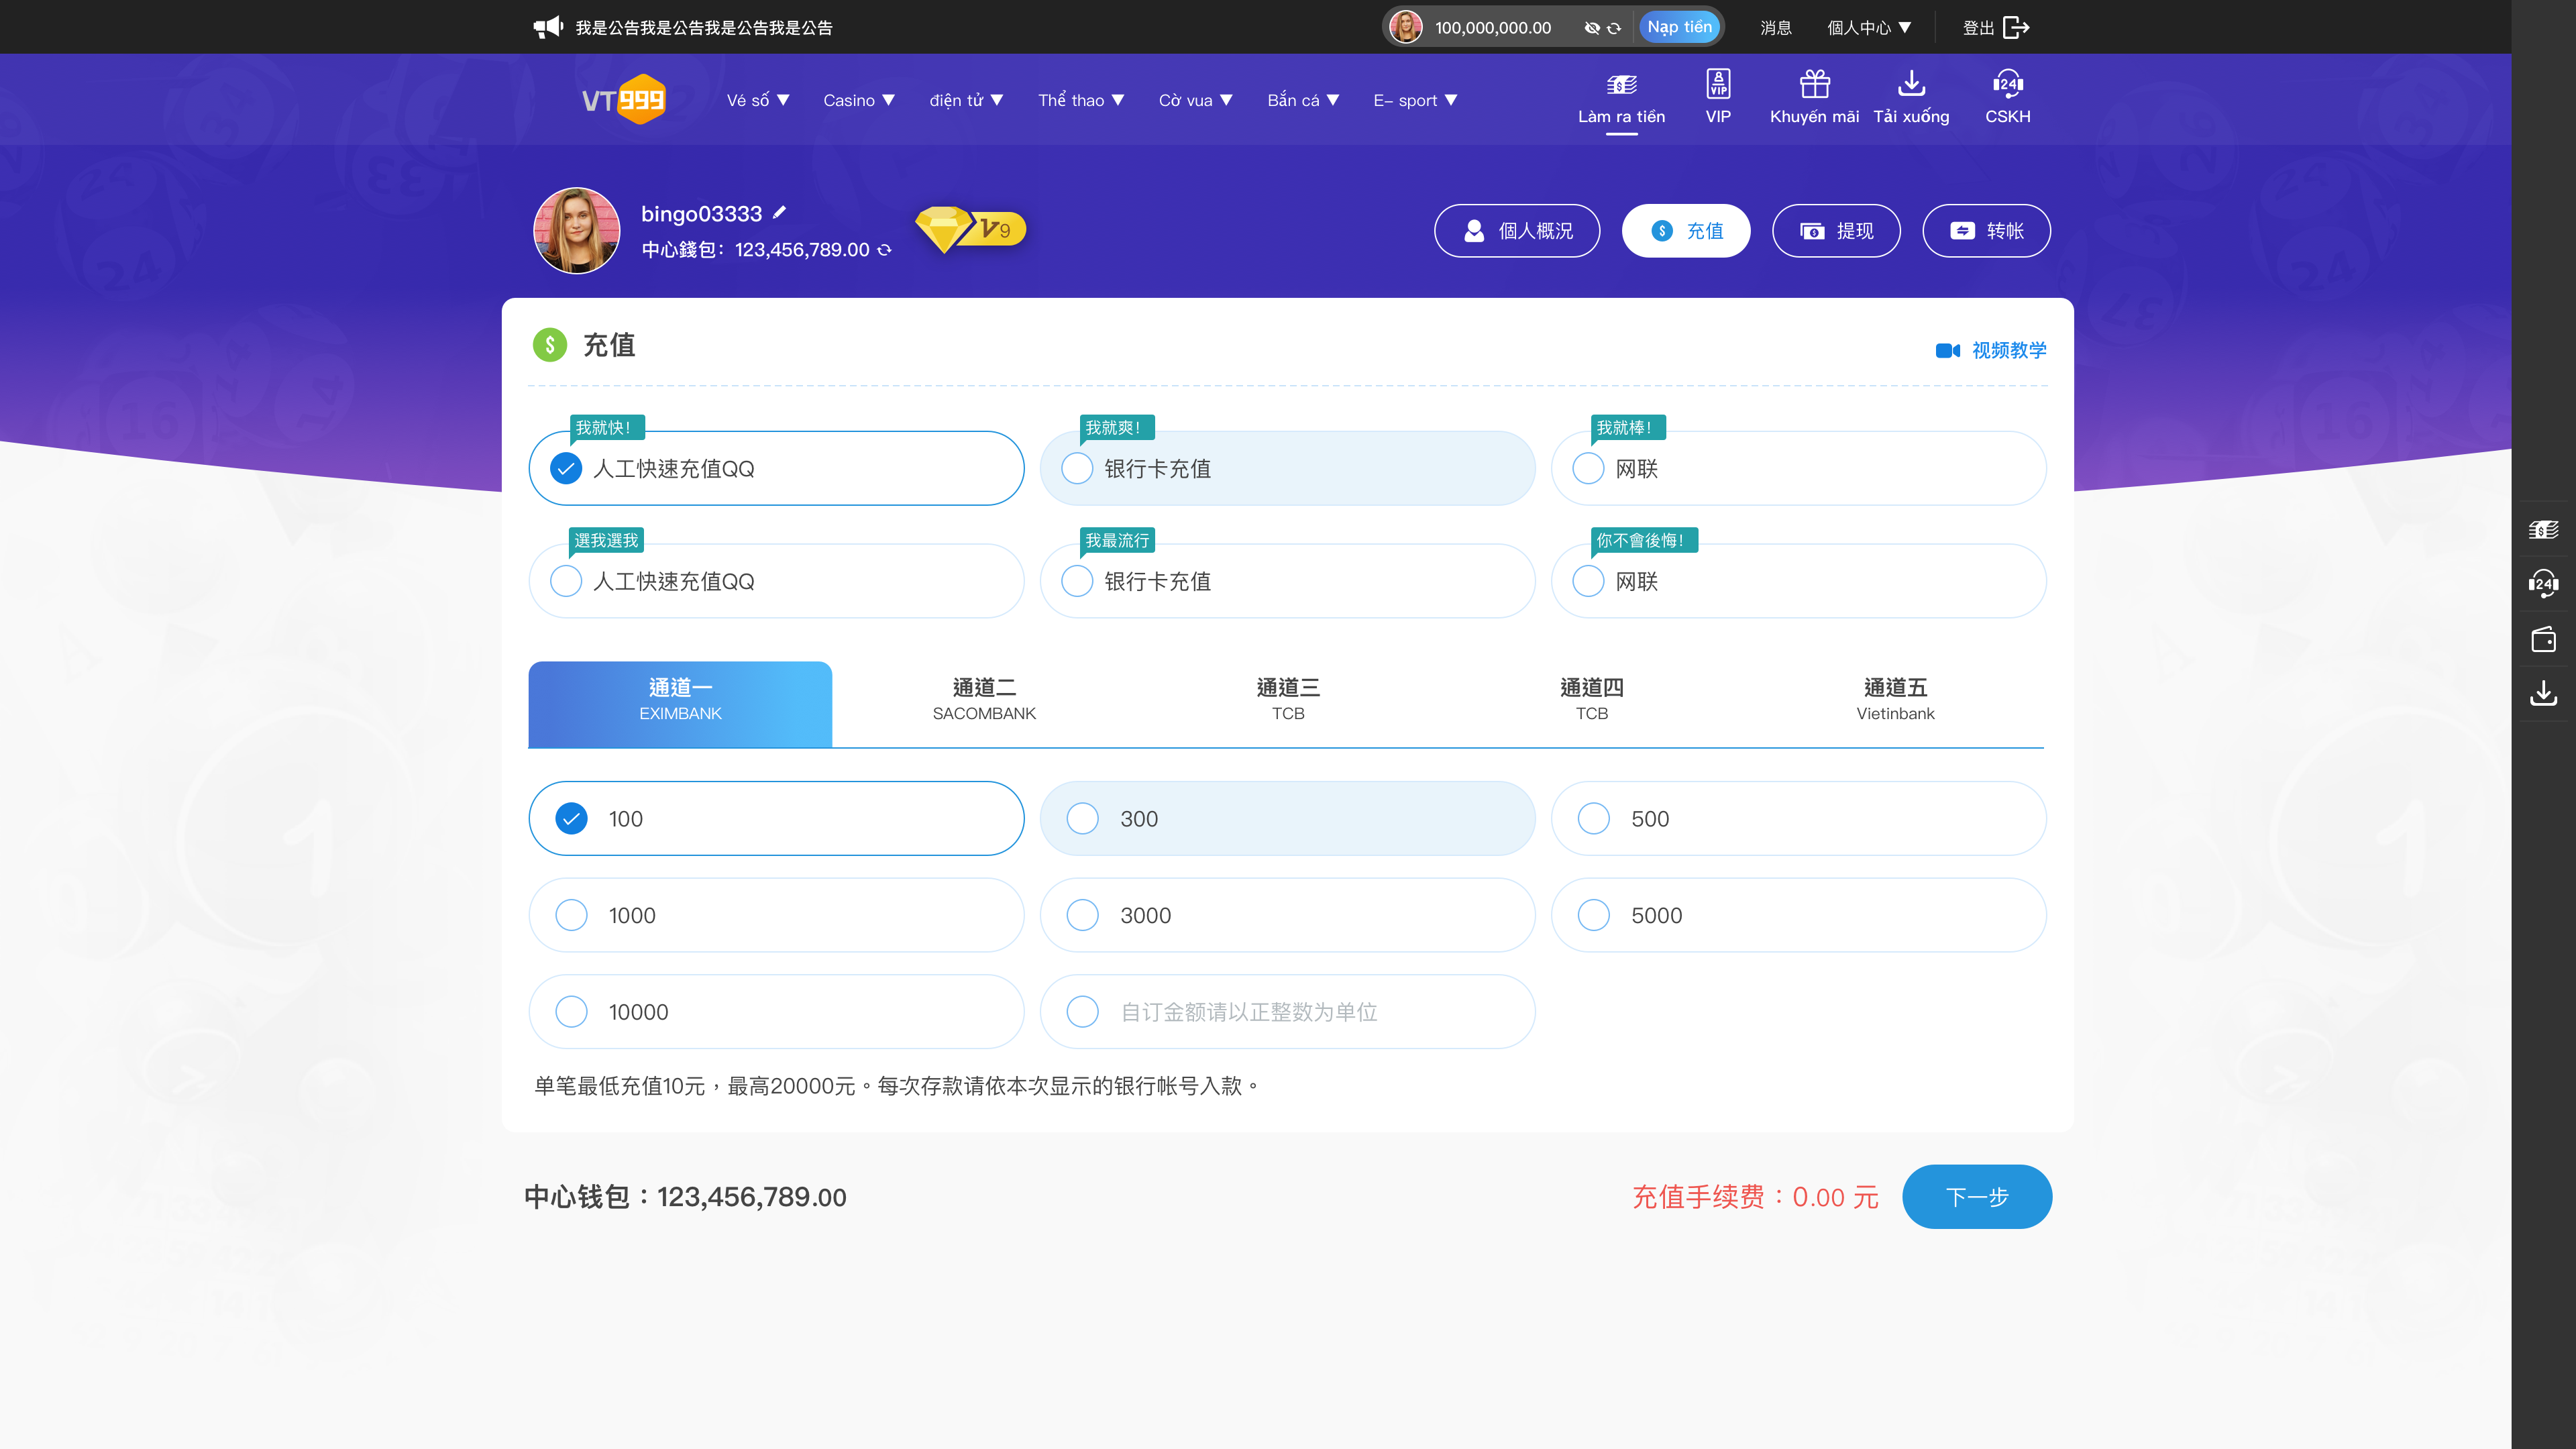 我是公告我是公告我是公告我是公告
100,000,000.00
Nạp tiền
消息
個人中心 ▼
登出
VT999
Vé số ▼
Casino ▼
điện tử ▼
Thể thao ▼
Cờ vua ▼
Bắn cá ▼
E- sport ▼
Làm ra tiền
VIP
VIP
Khuyến mãi
Tải xuống
24
CSKH
bingo03333
中心錢包：123,456,789.00
V9
個人概況
充值
提现
转帐
充值
视频教学
我就快！
人工快速充值QQ
我就爽！
银行卡充值
我就棒！
网联
選我選我
人工快速充值QQ
我最流行
银行卡充值
你不會後悔！
网联
24
通道一
EXIMBANK
通道二
SACOMBANK
通道三
TCB
通道四
TCB
通道五
Vietinbank
100
300
500
1000
3000
5000
10000
自订金额请以正整数为单位
单笔最低充值10元，最高20000元。每次存款请依本次显示的银行帐号入款。
中心钱包：123,456,789.00
充值手续费：0.00 元
下一步